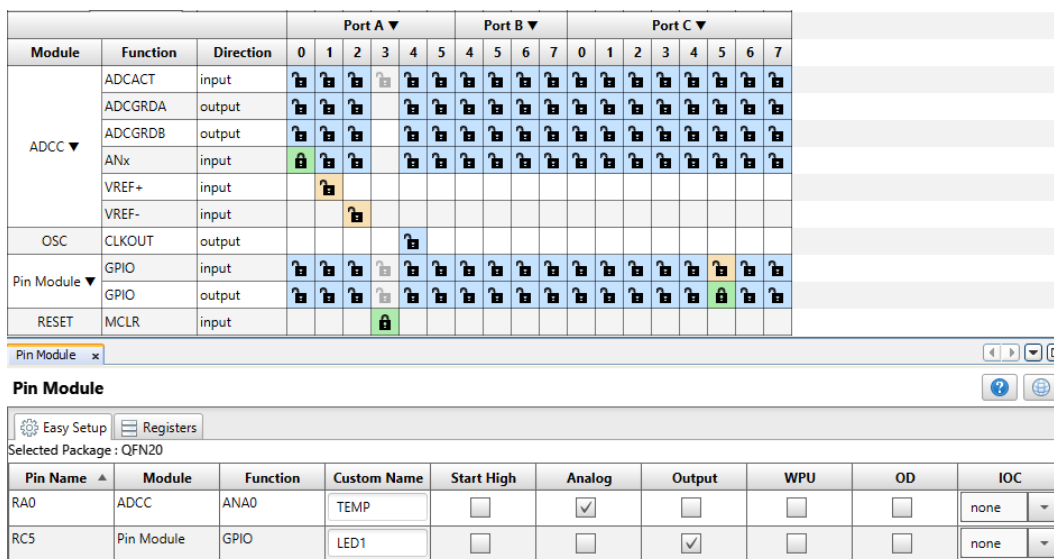 Port A ▼ Port B ▼ Port C ▼
Module Function Direction 0 1 2 3 4 5 4 5 6 7 0 1 2 3 4 5 6 7
ADCC ▼
ADCACT input
ADCGRDA output
ADCGRDB output
ANx input
VREF+ input
VREF- input
OSC CLKOUT output
Pin Module ▼
GPIO input
GPIO output
RESET MCLR input
Pin Module x
Pin Module ?
Easy Setup Registers
Selected Package : QFN20
Pin Name ▲ Module Function Custom Name Start High Analog Output WPU OD IOC
RA0 ADCC ANA0 TEMP none
RC5 Pin Module GPIO LED1 none